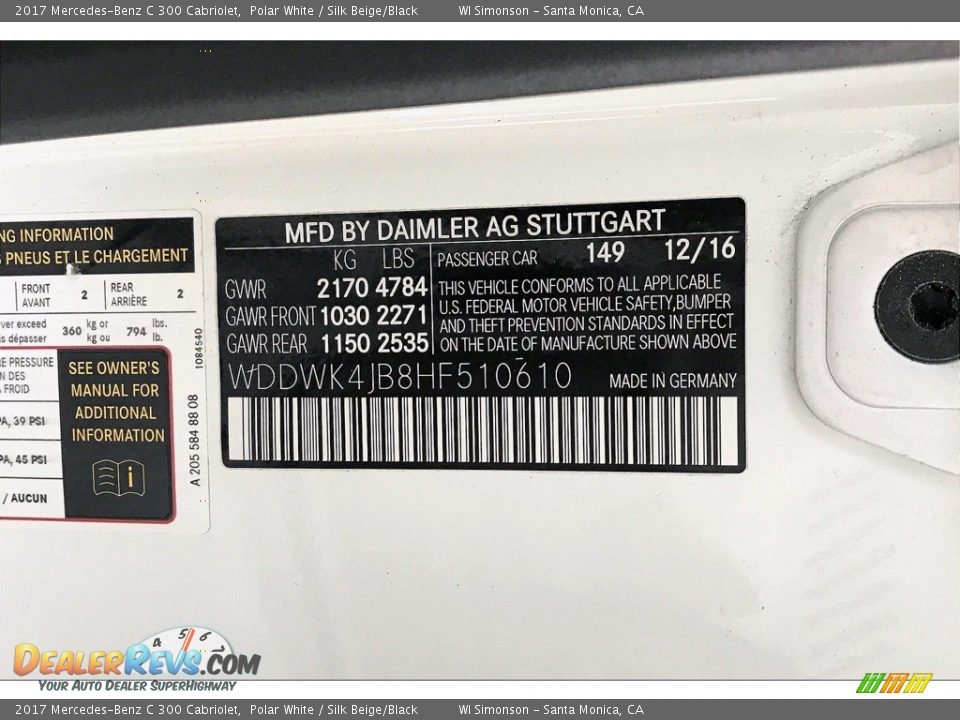 2017 Mercedes-Benz C 300 Cabriolet, Polar White / Silk Beige/Black WI Simonson - Santa Monica, CA
NG INFORMATION
PNEUS ET LE CHARGEMENT
FRONT AVANT 2 REAR ARRIÈRE 2
ver exceed 360 kg or 794 lbs.
dépasser kg ou lb.
PRESSURE
DES
FROID
PA, 39 PSI
PA, 45 PSI
/ AUCUN
SEE OWNER'S
MANUAL FOR
ADDITIONAL
INFORMATION
i
1084540
A 205 584 88 08
MFD BY DAIMLER AG STUTTGART
KG LBS
GVWR 2170 4784
GAWR FRONT 1030 2271
GAWR REAR 1150 2535
PASSENGER CAR 149 12/16
THIS VEHICLE CONFORMS TO ALL APPLICABLE
U.S. FEDERAL MOTOR VEHICLE SAFETY,BUMPER
AND THEFT PREVENTION STANDARDS IN EFFECT
ON THE DATE OF MANUFACTURE SHOWN ABOVE
WDDWK4JB8HF510610 MADE IN GERMANY
4 5 6 7
DEALERREVS.COM
YOUR AUTO DEALER SUPERHIGHWAY
2017 Mercedes-Benz C 300 Cabriolet, Polar White / Silk Beige/Black WI Simonson - Santa Monica, CA